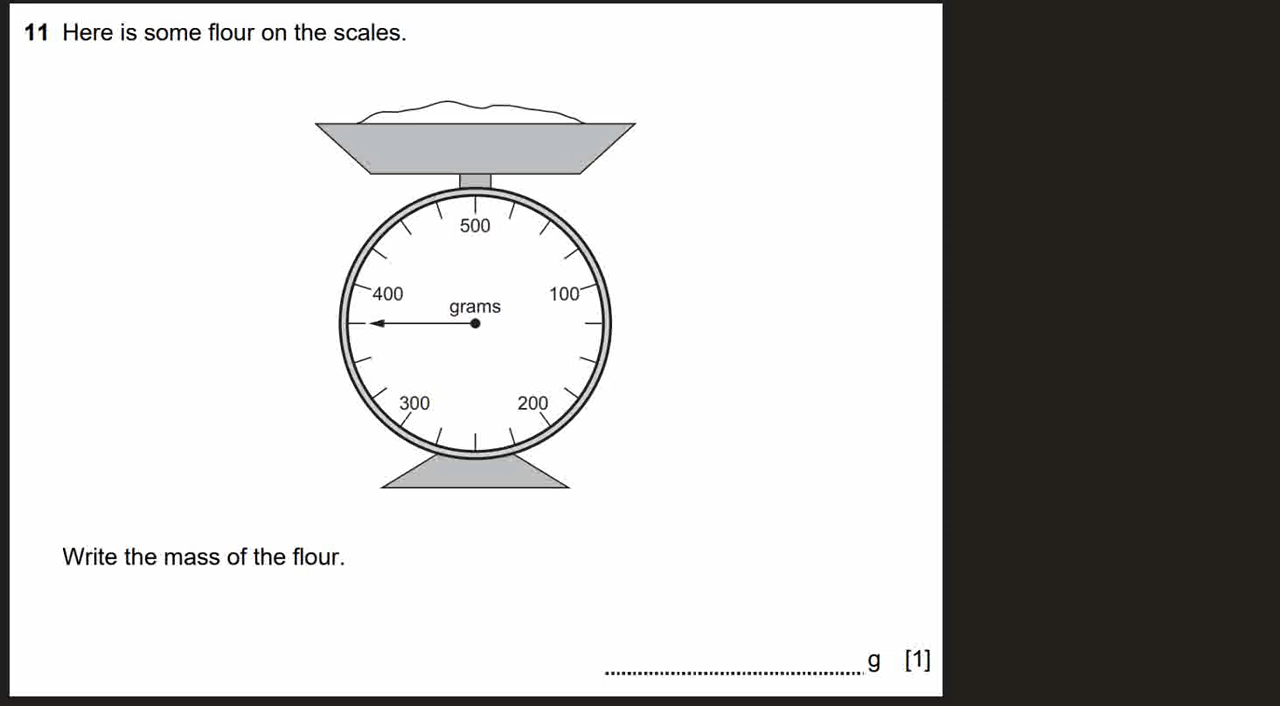 11 Here is some flour on the scales.
500
400
100
grams
300
200
Write the mass of the flour.
g [1]